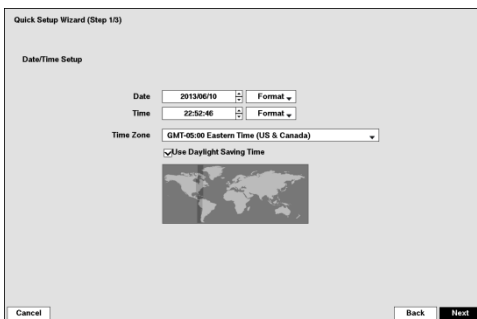 Quick Setup Wizard (Step 1/3)
Date/Time Setup
Date 2013/06/10 Format
Time 22:52:46 Format
Time Zone GMT-05:00 Eastern Time (US & Canada)
Use Daylight Saving Time
Cancel Back Next